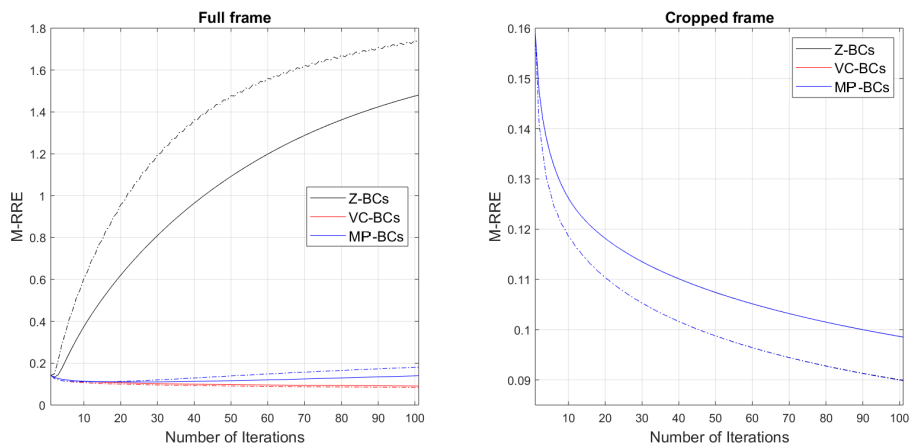 Full frame
M-RRE
1.8
1.6
1.4
1.2
1
0.8
0.6
0.4
0.2
0
10 20 30 40 50 60 70 80 90 100
Number of Iterations
Z-BCs
VC-BCs
MP-BCs
Cropped frame
M-RRE
0.16
0.15
0.14
0.13
0.12
0.11
0.1
0.09
10 20 30 40 50 60 70 80 90 100
Number of Iterations
Z-BCs
VC-BCs
MP-BCs